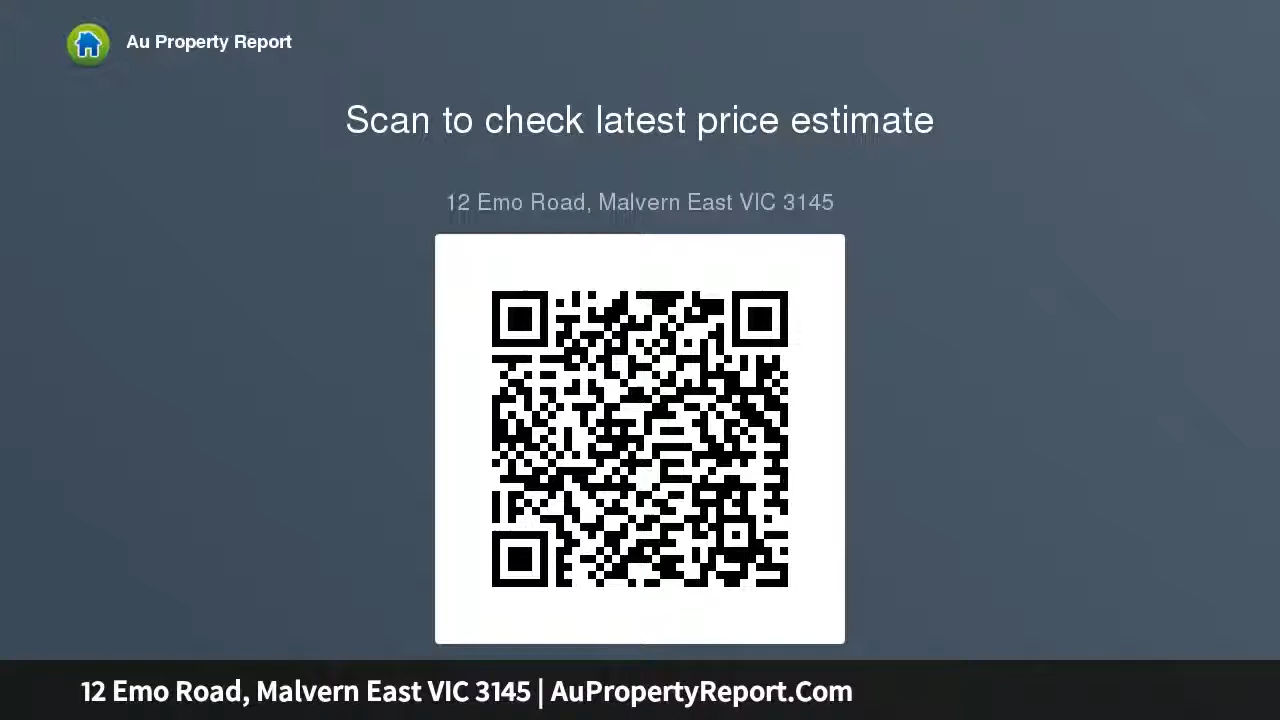 Au Property Report
Scan to check latest price estimate
12 Emo Road, Malvern East VIC 3145
12 Emo Road, Malvern East VIC 3145 | AuPropertyReport.Com